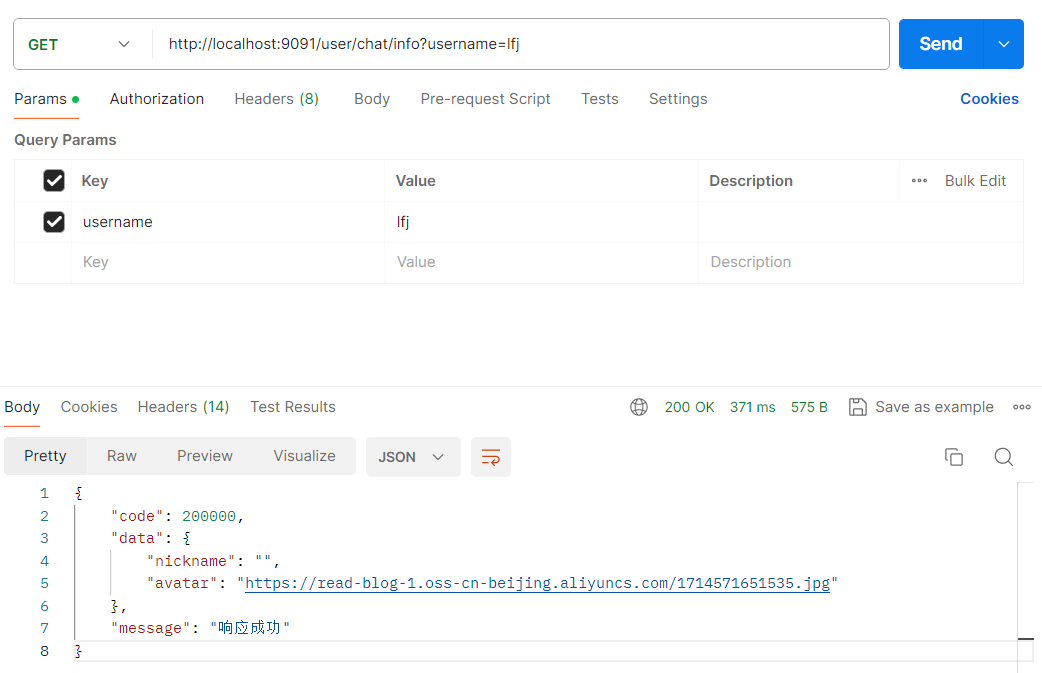 GET http://localhost:9091/user/chat/info?username=lfj Send
Params Authorization Headers (8) Body Pre-request Script Tests Settings Cookies
Query Params
Key Value Description Bulk Edit
username lfj
Key Value Description
Body Cookies Headers (14) Test Results 200 OK 371 ms 575 B Save as example
Pretty Raw Preview Visualize JSON
1 {
2 "code": 200000,
3 "data": {
4 "nickname": "",
5 "avatar": "https://read-blog-1.oss-cn-beijing.aliyuncs.com/1714571651535.jpg"
6 },
7 "message": "响应成功"
8 }